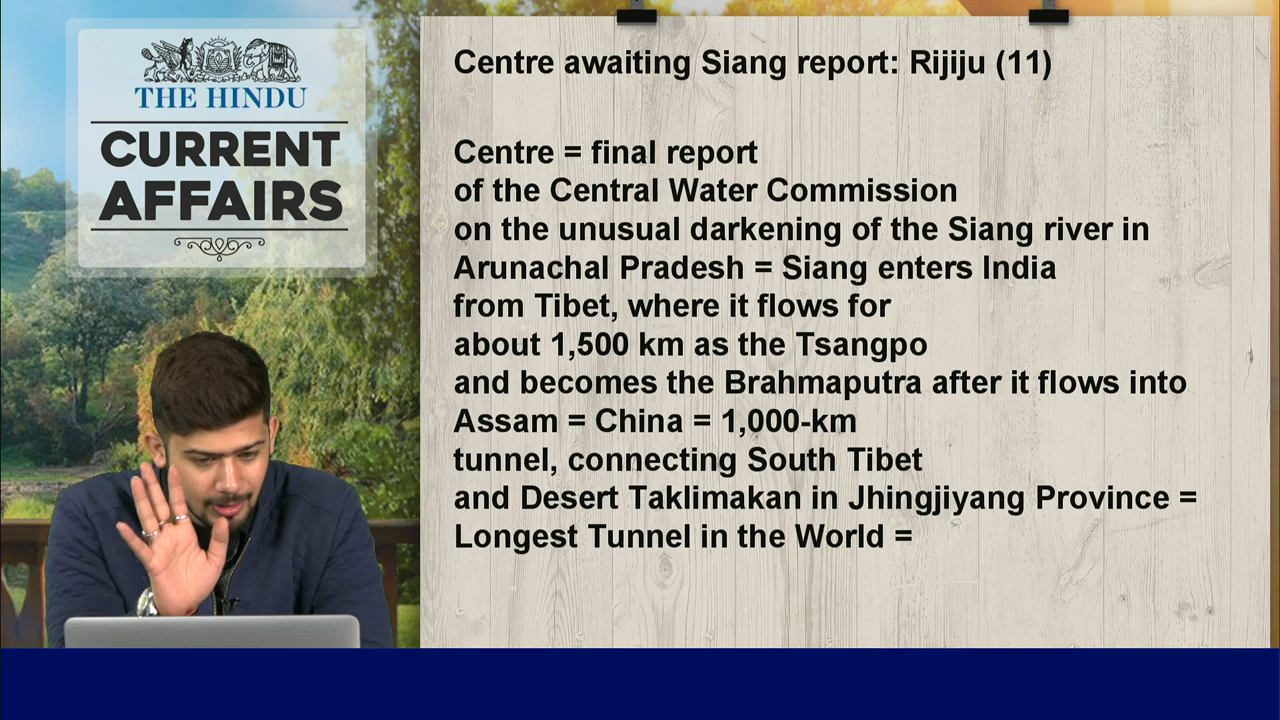 THE HINDU
CURRENT
AFFAIRS
Centre awaiting Siang report: Rijiju (11)
Centre = final report
of the Central Water Commission
on the unusual darkening of the Siang river in
Arunachal Pradesh = Siang enters India
from Tibet, where it flows for
about 1,500 km as the Tsangpo
and becomes the Brahmaputra after it flows into
Assam = China = 1,000-km
tunnel, connecting South Tibet
and Desert Taklimakan in Jhingjiyang Province =
Longest Tunnel in the World =